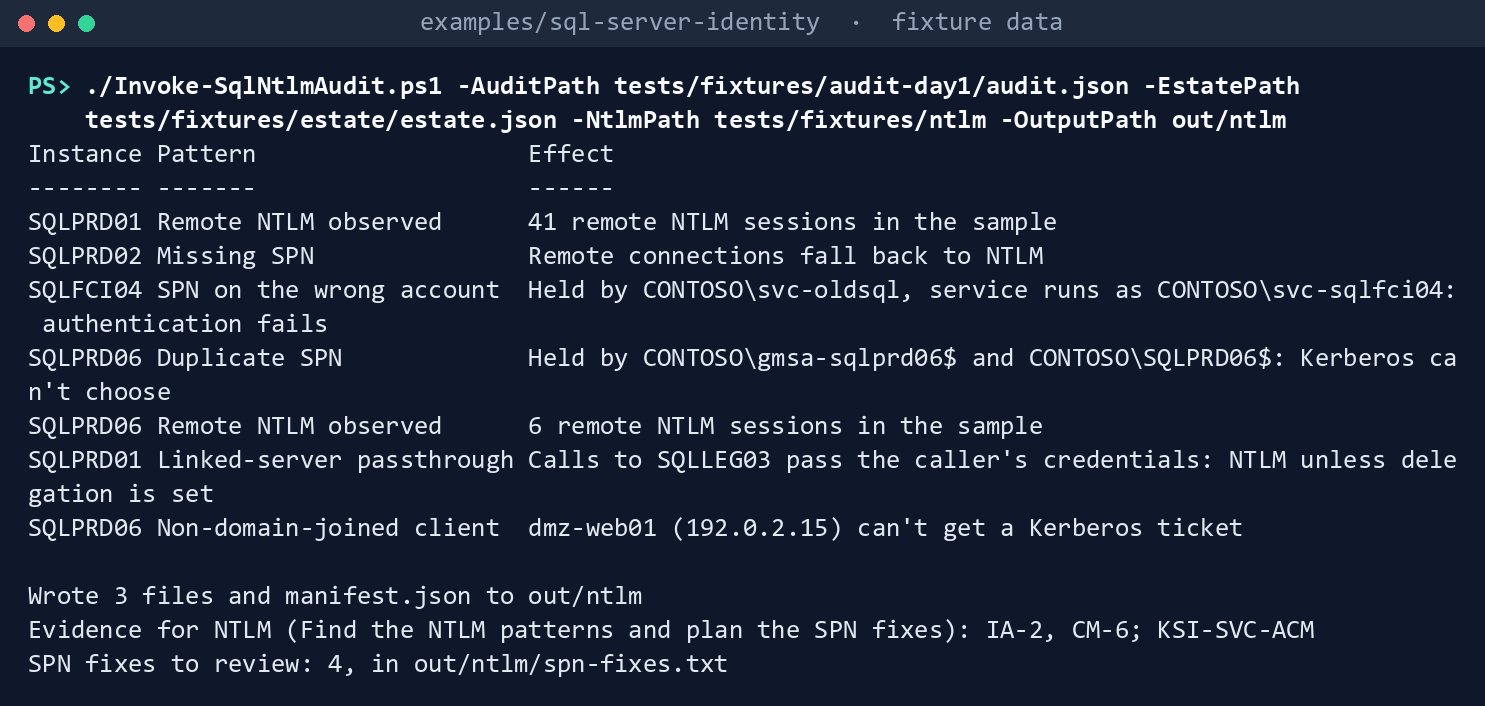 examples/sql-server-identity · fixture data
PS> ./Invoke-SqlNtlmAudit.ps1 -AuditPath tests/fixtures/audit-day1/audit.json -EstatePath
tests/fixtures/estate/estate.json -NtlmPath tests/fixtures/ntlm -OutputPath out/ntlm
Instance Pattern Effect
-------- ------- ------
SQLPRD01 Remote NTLM observed 41 remote NTLM sessions in the sample
SQLPRD02 Missing SPN Remote connections fall back to NTLM
SQLFCI04 SPN on the wrong account Held by CONTOSO\svc-oldsql, service runs as CONTOSO\svc-sqlfci04:
authentication fails
SQLPRD06 Duplicate SPN Held by CONTOSO\gmsa-sqlprd06$ and CONTOSO\SQLPRD06$: Kerberos ca
n't choose
SQLPRD06 Remote NTLM observed 6 remote NTLM sessions in the sample
SQLPRD01 Linked-server passthrough Calls to SQLLEG03 pass the caller's credentials: NTLM unless dele
gation is set
SQLPRD06 Non-domain-joined client dmz-web01 (192.0.2.15) can't get a Kerberos ticket
Wrote 3 files and manifest.json to out/ntlm
Evidence for NTLM (Find the NTLM patterns and plan the SPN fixes): IA-2, CM-6; KSI-SVC-ACM
SPN fixes to review: 4, in out/ntlm/spn-fixes.txt